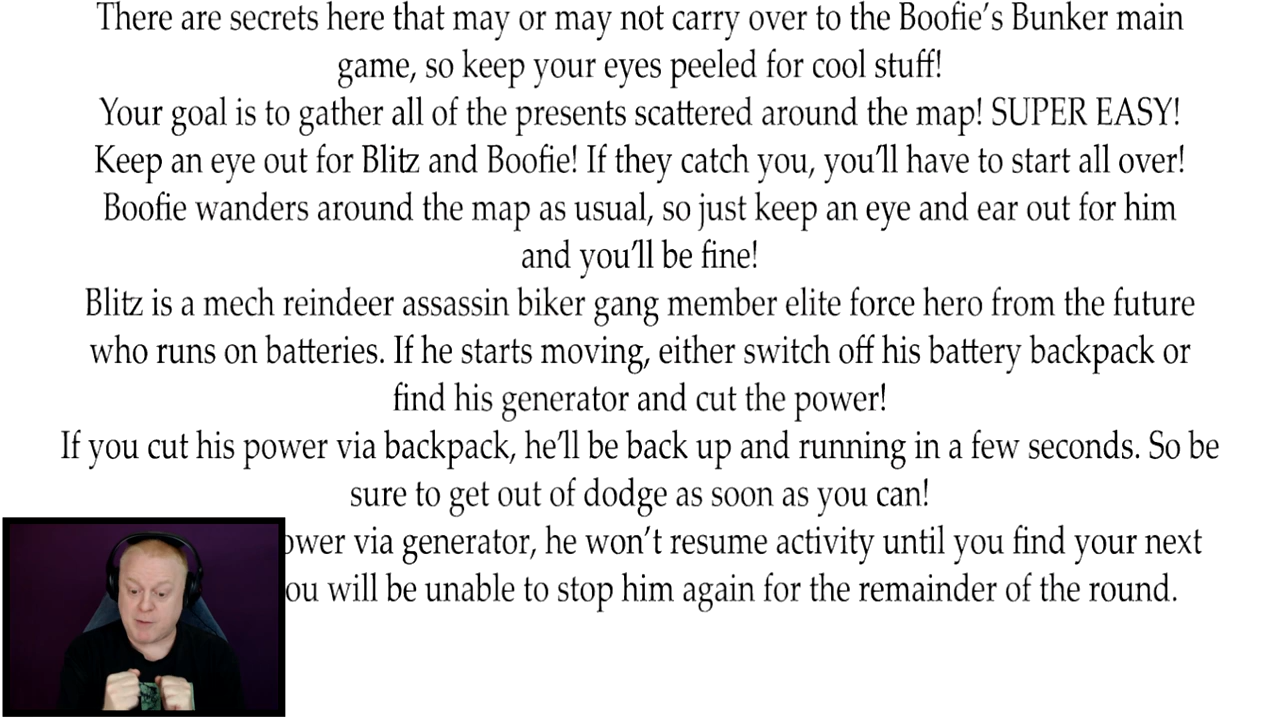 There are secrets here that may or may not carry over to the Boofie’s Bunker main
game, so keep your eyes peeled for cool stuff!
Your goal is to gather all of the presents scattered around the map! SUPER EASY!
Keep an eye out for Blitz and Boofie! If they catch you, you’ll have to start all over!
Boofie wanders around the map as usual, so just keep an eye and ear out for him
and you’ll be fine!
Blitz is a mech reindeer assassin biker gang member elite force hero from the future
who runs on batteries. If he starts moving, either switch off his battery backpack or
find his generator and cut the power!
If you cut his power via backpack, he’ll be back up and running in a few seconds. So be
sure to get out of dodge as soon as you can!
via generator, he won’t resume activity until you find your next
will be unable to stop him again for the remainder of the round.